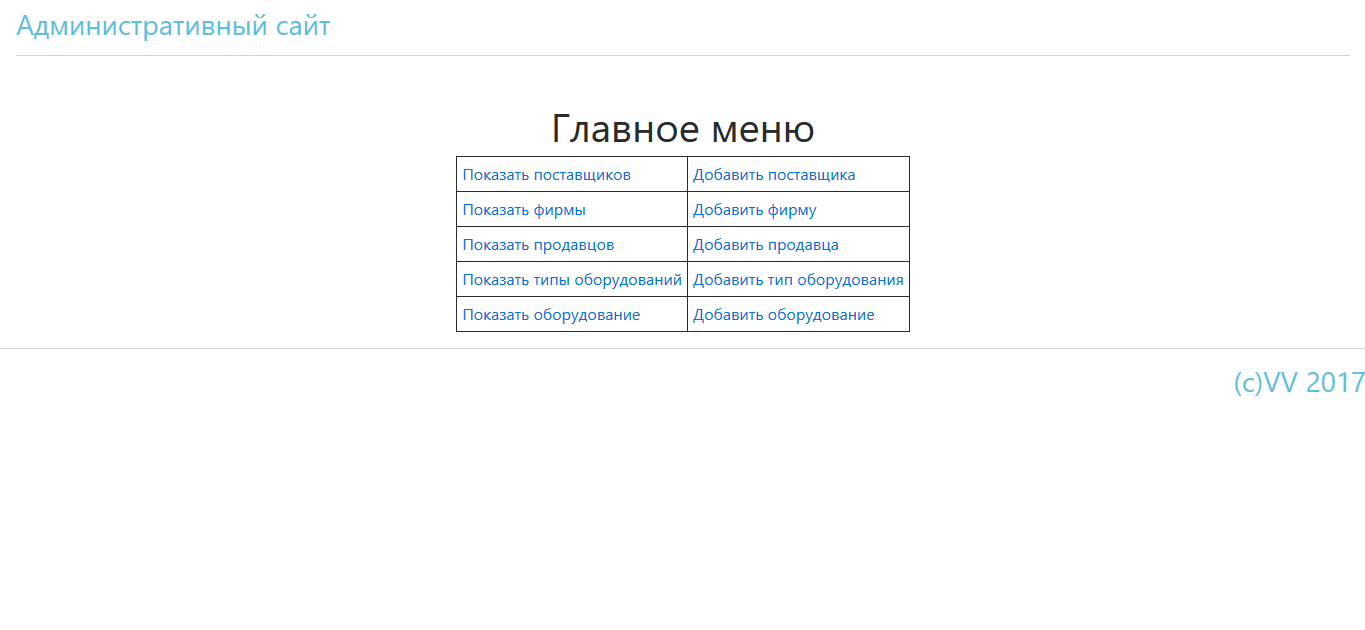 Административный сайт
Главное меню
Показать поставщиков Добавить поставщика
Показать фирмы Добавить фирму
Показать продавцов Добавить продавца
Показать типы оборудований Добавить тип оборудования
Показать оборудование Добавить оборудование
(c)VV 2017